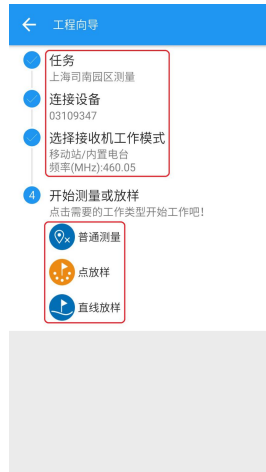 工程向导
任务
上海司南园区测量
连接设备
03109347
选择接收机工作模式
移动站/内置电台
频率(MHz):460.05
4 开始测量或放样
点击需要的工作类型开始工作吧！
普通测量
点放样
直线放样